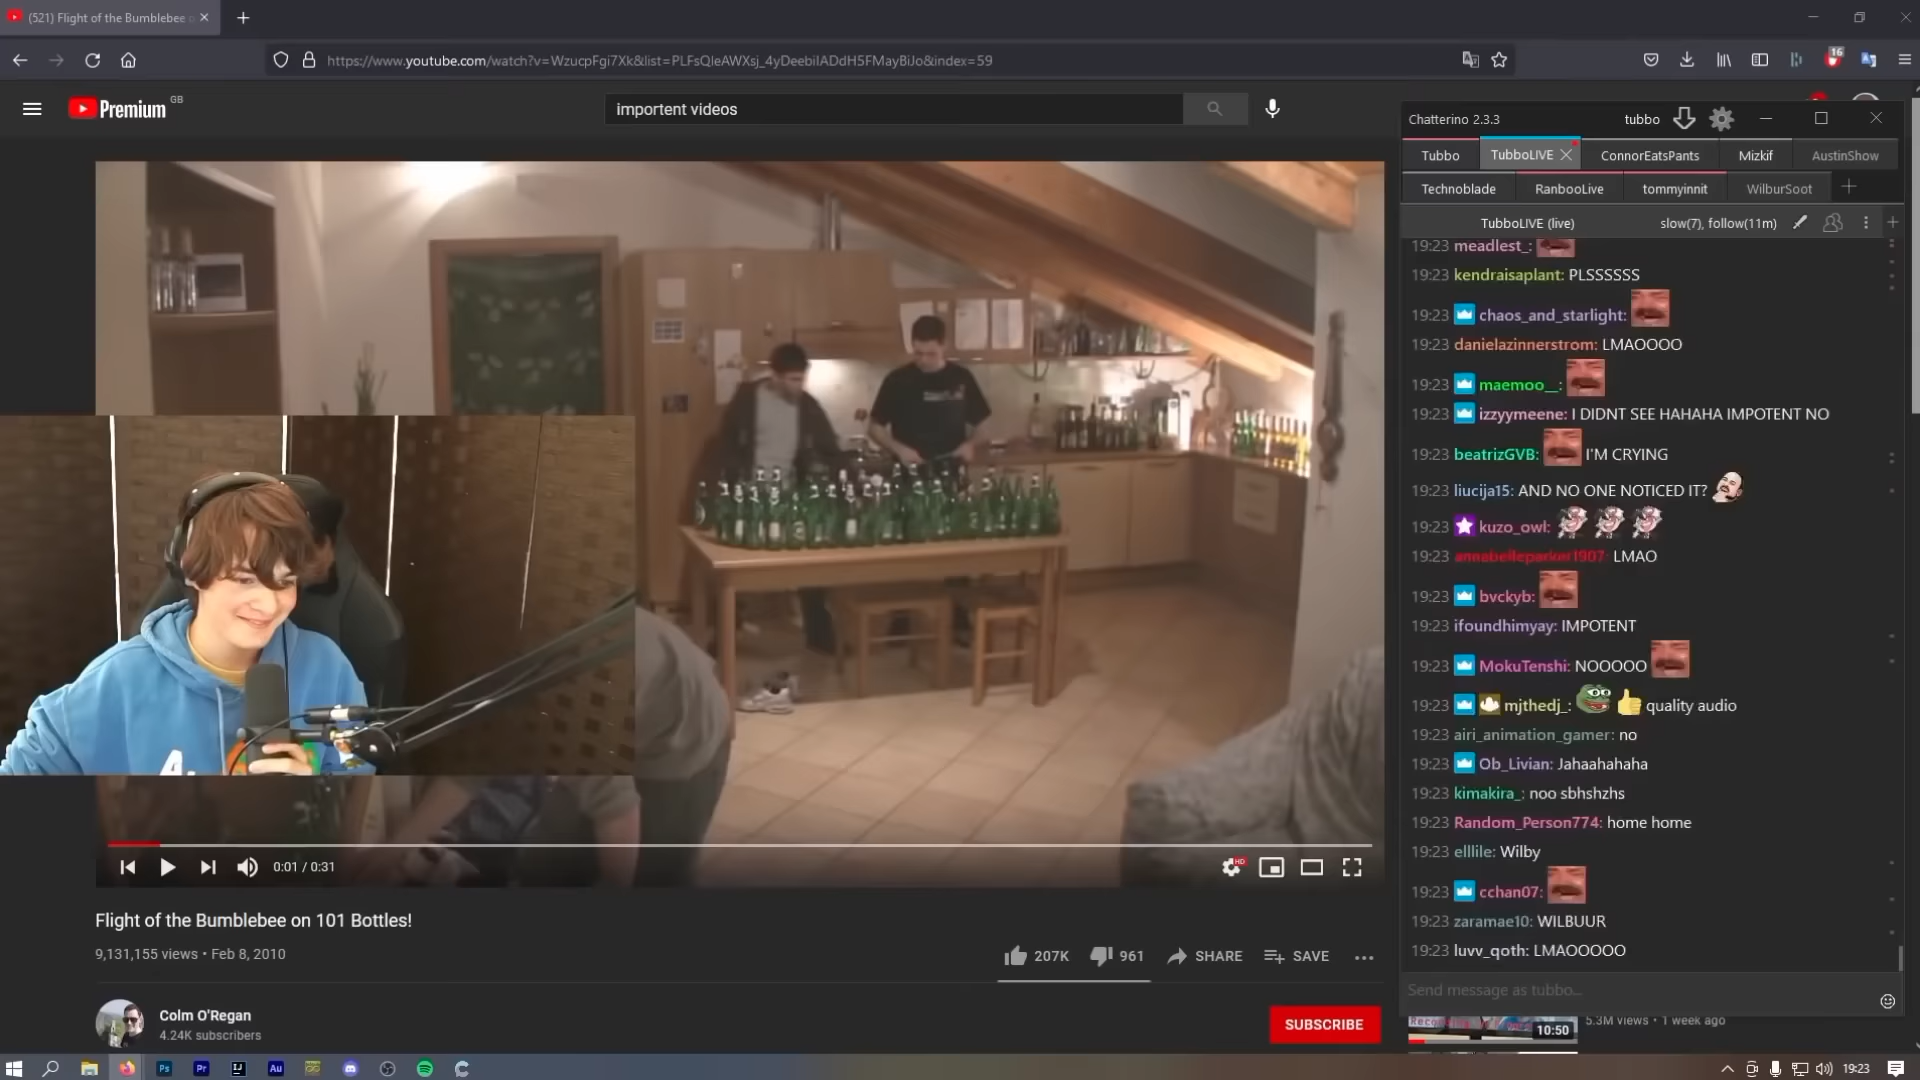 (521) Flight of the Bumblebee o
https://www.youtube.com/watch?v=WzucpFgi7Xk&list=PLFsQleAWXsj_4yDeebiIADdH5FMayBiJo&index=59
16
Premium GB
importent videos
Chatterino 2.3.3
tubbo
Tubbo
TubboLIVE
ConnorEatsPants
Mizkif
AustinShow
Technoblade
RanbooLive
tommyinnit
WilburSoot
TubboLIVE (live)
slow(7), follow(11m)
19:23 meadlest_:
19:23 kendraisaplant: PLSSSSSS
19:23 chaos_and_starlight:
19:23 danielazinnerstrom: LMAOOOO
19:23 maemoo__:
19:23 izzyymeene: I DIDNT SEE HAHAHA IMPOTENT NO
19:23 beatrizGVB: I'M CRYING
19:23 liucija15: AND NO ONE NOTICED IT?
19:23 kuzo_owl:
19:23 annabelleparker1907: LMAO
19:23 bvckyb:
19:23 ifoundhimyay: IMPOTENT
19:23 MokuTenshi: NOOOOO
19:23 mjthedj_: quality audio
19:23 airi_animation_gamer: no
19:23 Ob_Livian: Jahaahahaha
19:23 kimakira_: noo sbhshzhs
19:23 Random_Person774: home home
19:23 elllile: Wilby
19:23 cchan07:
19:23 zaramae10: WILBUUR
19:23 luvv_qoth: LMAOOOOO
Send message as tubbo...
0:01 / 0:31
HD
Flight of the Bumblebee on 101 Bottles!
9,131,155 views • Feb 8, 2010
207K
961
SHARE
SAVE
Colm O'Regan
4.24K subscribers
SUBSCRIBE
10:50
5.3M views • 1 week ago
Ps
Pr
IJ
Au
19:23